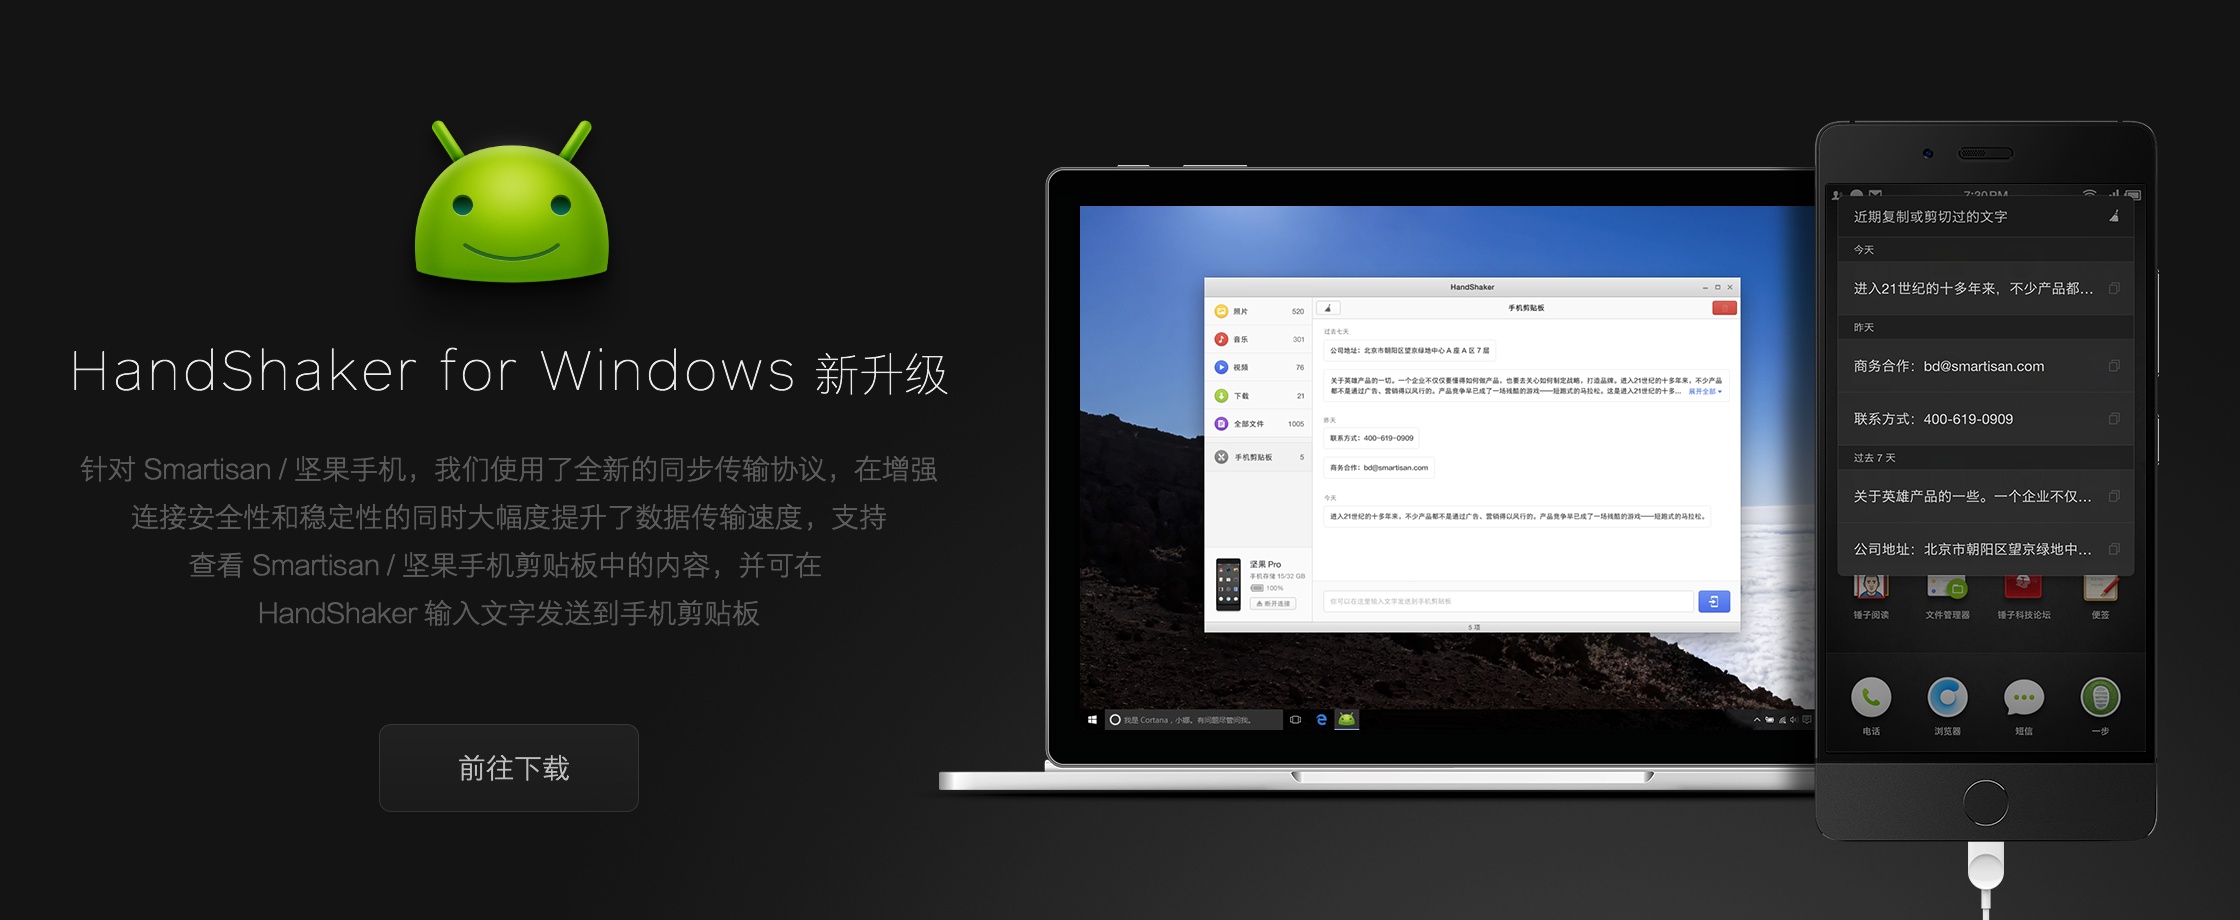 HandShaker for Windows 新升级
针对 Smartisan / 坚果手机，我们使用了全新的同步传输协议，在增强
连接安全性和稳定性的同时大幅度提升了数据传输速度，支持
查看 Smartisan / 坚果手机剪贴板中的内容，并可在
HandShaker 输入文字发送到手机剪贴板
前往下载
HandShaker
照片 520
音乐 301
视频 76
下载 21
全部文件 1005
手机剪贴板 5
坚果 Pro
手机存储 15/32 GB
100%
断开连接
手机剪贴板
过去七天
公司地址：北京市朝阳区望京绿地中心 A 座 A 区 7 层
关于英雄产品的一切。一个企业不仅仅要懂得如何做产品，也要去关心如何制定战略，打造品牌。进入21世纪的十多年来，不少产品
都不是通过广告、营销得以风行的。产品竞争早已成了一场残酷的游戏——短跑式的马拉松。这是进入21世纪的十多... 展开全部
昨天
联系方式：400-619-0909
商务合作：bd@smartisan.com
今天
进入21世纪的十多年来，不少产品都不是通过广告、营销得以风行的。产品竞争早已成了一场残酷的游戏——短跑式的马拉松。
你可以在这里输入文字发送到手机剪贴板
5 项
我是 Cortana，小娜。有问题尽管问我。
7:30 PM
近期复制或剪切过的文字
今天
进入21世纪的十多年来，不少产品都...
昨天
商务合作：bd@smartisan.com
联系方式：400-619-0909
过去 7 天
关于英雄产品的一些。一个企业不仅...
公司地址：北京市朝阳区望京绿地中...
锤子阅读 文件管理器 锤子科技论坛 便签
电话 浏览器 短信 一步